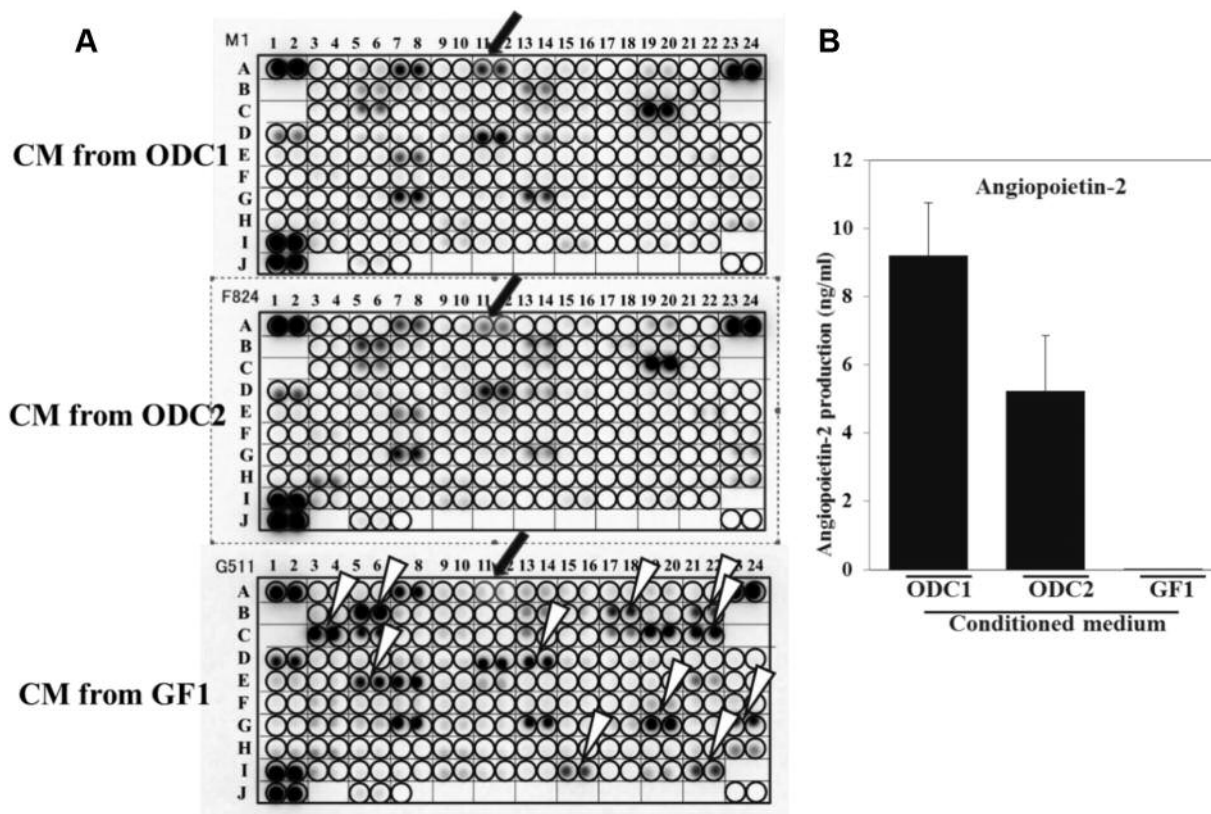 A
M1
1 2 3 4 5 6 7 8 9 10 11 12 13 14 15 16 17 18 19 20 21 22 23 24
A
B
C
D
E
F
G
H
I
J
CM from ODC1
F824
1 2 3 4 5 6 7 8 9 10 11 12 13 14 15 16 17 18 19 20 21 22 23 24
A
B
C
D
E
F
G
H
I
J
CM from ODC2
G511
1 2 3 4 5 6 7 8 9 10 11 12 13 14 15 16 17 18 19 20 21 22 23 24
A
B
C
D
E
F
G
H
I
J
CM from GF1
B
Angiopoietin-2
Angiopoietin-2 production (ng/ml)
12
10
8
6
4
2
0
ODC1 ODC2 GF1
Conditioned medium